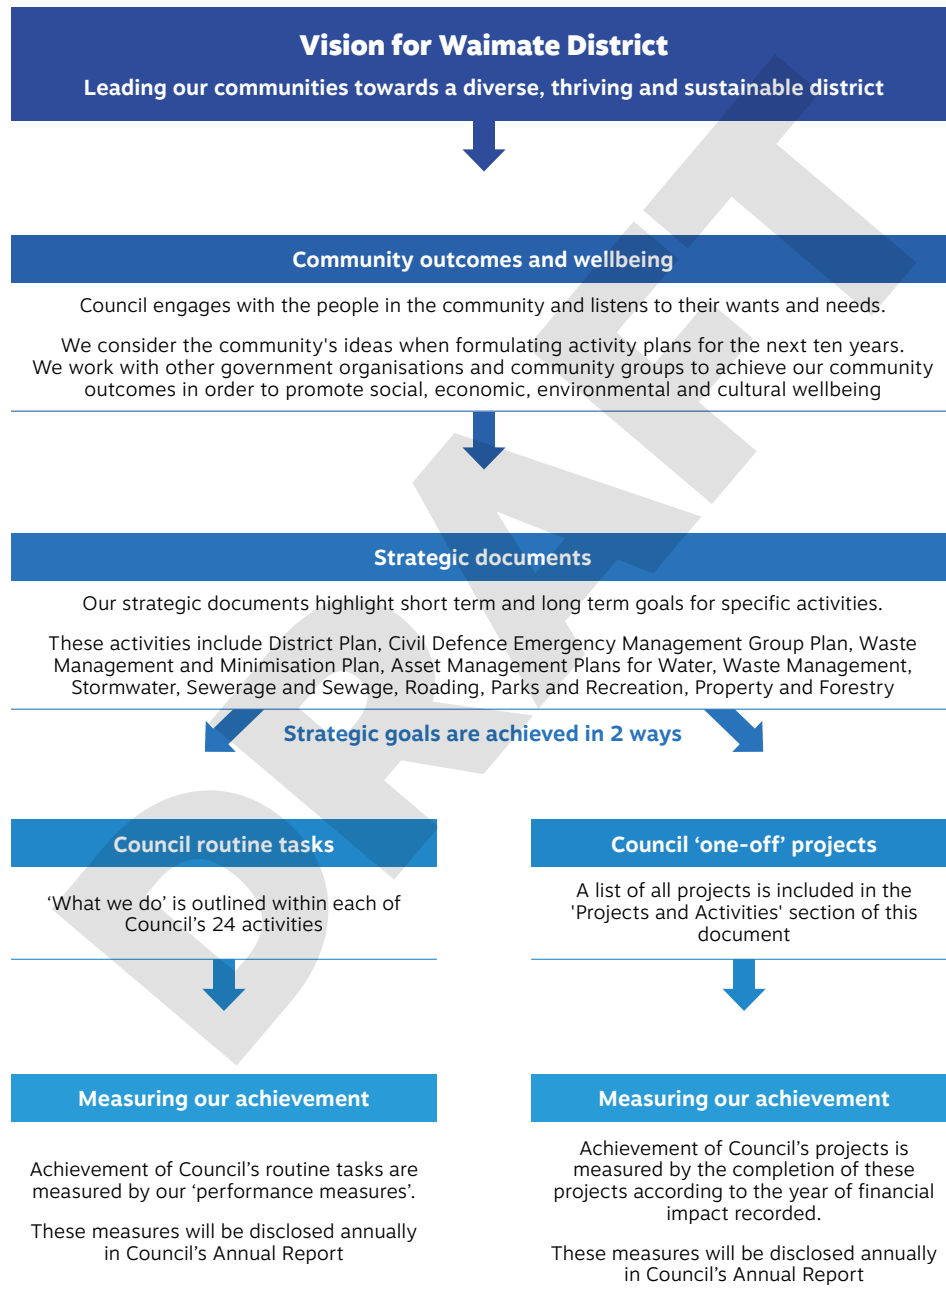 Vision for Waimate District
Leading our communities towards a diverse, thriving and sustainable district
Community outcomes and wellbeing
Council engages with the people in the community and listens to their wants and needs.
We consider the community's ideas when formulating activity plans for the next ten years.
We work with other government organisations and community groups to achieve our community
outcomes in order to promote social, economic, environmental and cultural wellbeing
Strategic documents
Our strategic documents highlight short term and long term goals for specific activities.
These activities include District Plan, Civil Defence Emergency Management Group Plan, Waste
Management and Minimisation Plan, Asset Management Plans for Water, Waste Management,
Stormwater, Sewerage and Sewage, Roading, Parks and Recreation, Property and Forestry
Strategic goals are achieved in 2 ways
Council routine tasks
‘What we do’ is outlined within each of
Council’s 24 activities
Council ‘one-off’ projects
A list of all projects is included in the
'Projects and Activities' section of this
document
Measuring our achievement
Achievement of Council’s routine tasks are
measured by our ‘performance measures’.
These measures will be disclosed annually
in Council’s Annual Report
Measuring our achievement
Achievement of Council’s projects is
measured by the completion of these
projects according to the year of financial
impact recorded.
These measures will be disclosed annually
in Council’s Annual Report
DRAFT